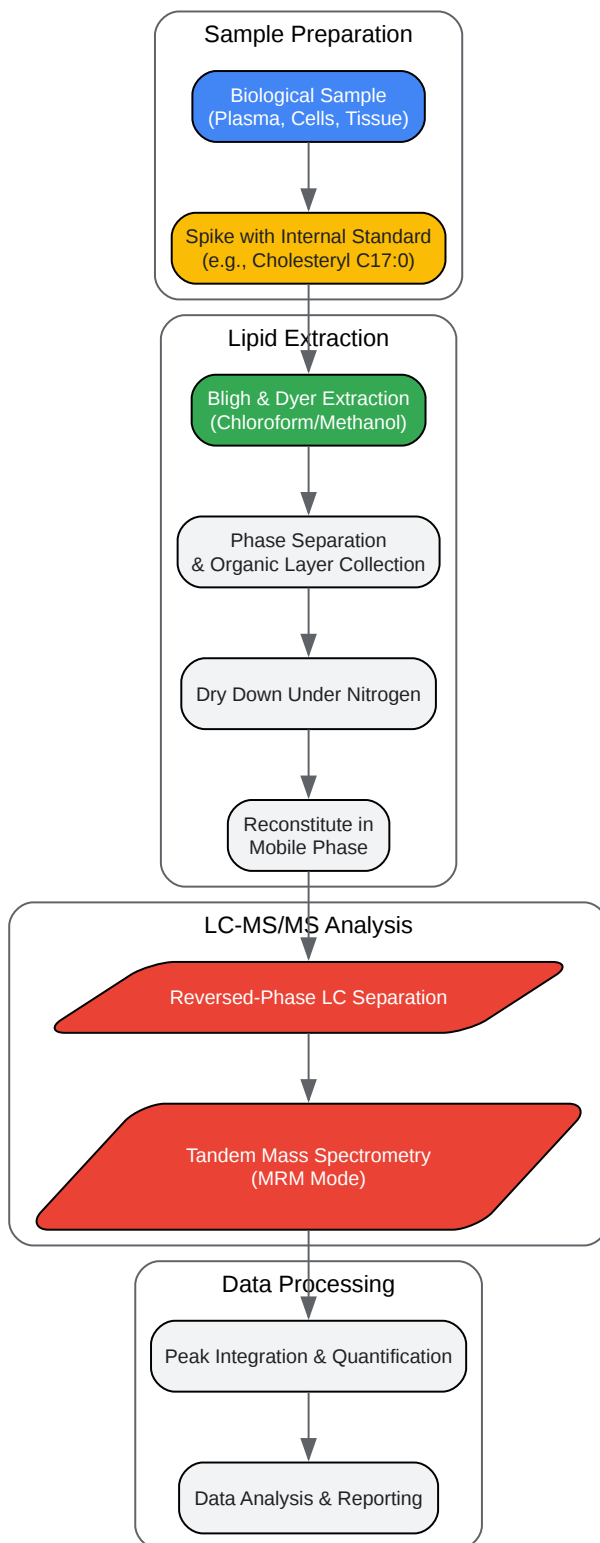 Sample Preparation
Biological Sample
(Plasma, Cells, Tissue)
Spike with Internal Standard
(e.g., Cholesteryl C17:0)
Lipid Extraction
Bligh & Dyer Extraction
(Chloroform/Methanol)
Phase Separation
& Organic Layer Collection
Dry Down Under Nitrogen
Reconstitute in
Mobile Phase
LC-MS/MS Analysis
Reversed-Phase LC Separation
Tandem Mass Spectrometry
(MRM Mode)
Data Processing
Peak Integration & Quantification
Data Analysis & Reporting